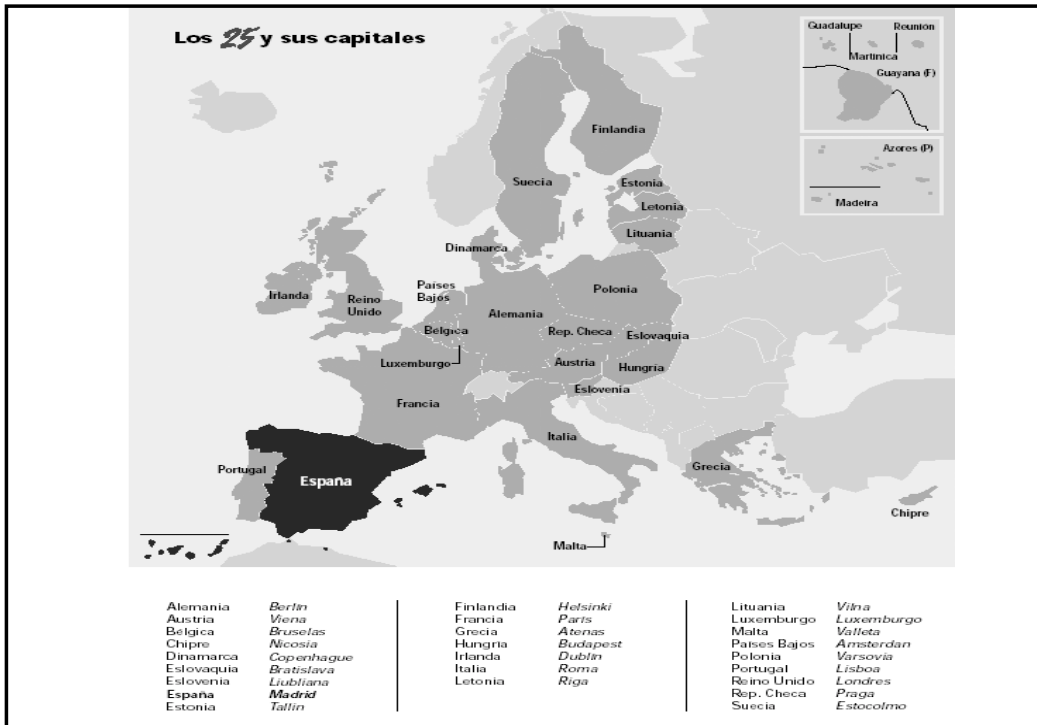 Los 25 y sus capitales
Guadalupe
Reunión
Martinica
Guayana (F)
Azores (P)
Madeira
Finlandia
Suecia
Estonia
Letonia
Lituania
Dinamarca
Irlanda
Reino
Unido
Países
Bajos
Polonia
Alemania
Belgica
Rep. Checa
Eslovaquia
Luxemburgo
Austria
Hungría
Eslovenia
Francia
Italia
Portugal
España
Grecia
Chipre
Malta
Alemania Berlín
Austria Viena
Bélgica Bruselas
Chipre Nicosia
Dinamarca Copenhague
Eslovaquia Bratislava
Eslovenia Liubliana
España Madrid
Estonia Tallin
Finlandia Helsinki
Francia París
Grecia Atenas
Hungría Budapest
Irlanda Dublín
Italia Roma
Letonia Riga
Lituania Vilna
Luxemburgo Luxemburgo
Malta Valleta
Países Bajos Amsterdan
Polonia Varsovia
Portugal Lisboa
Reino Unido Londres
Rep. Checa Praga
Suecia Estocolmo